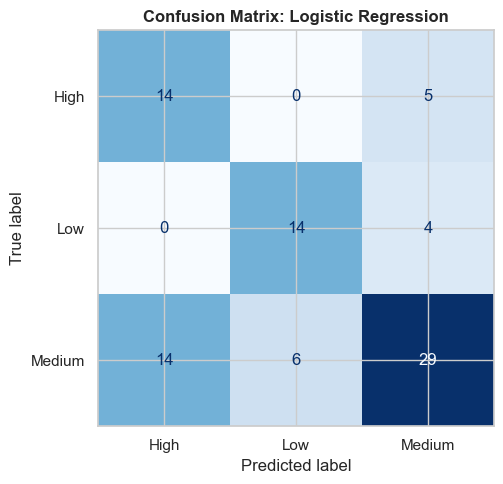 Confusion Matrix: Logistic Regression
True label
High 14 0 5
Low 0 14 4
Medium 14 6 29
High Low Medium
Predicted label